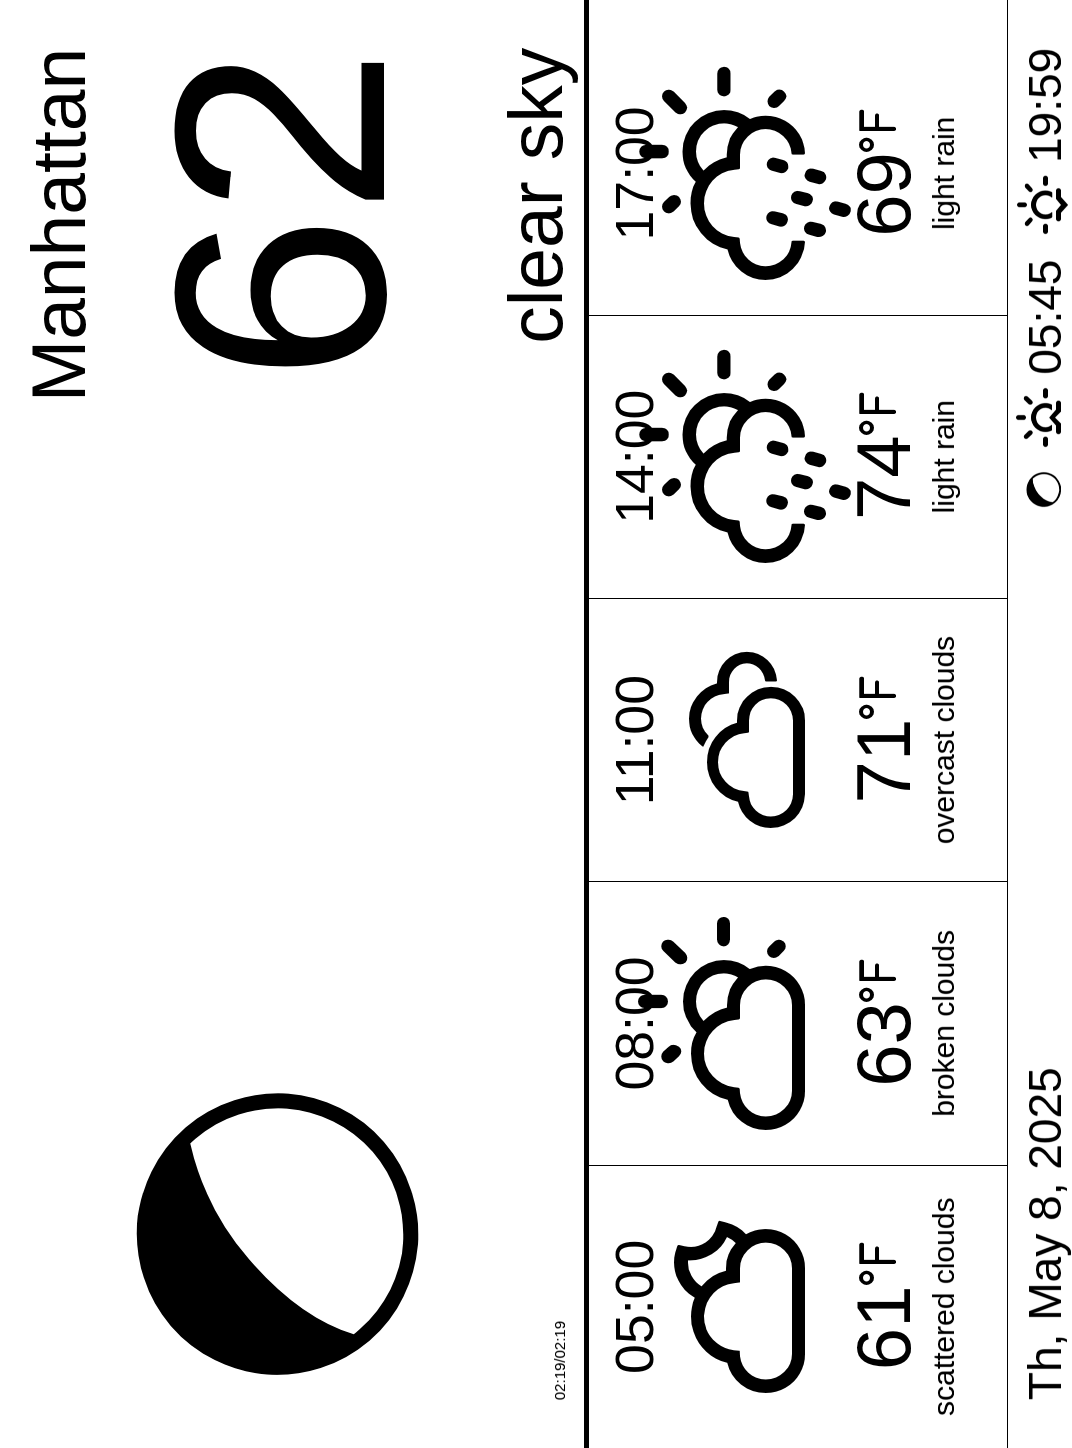 Manhattan
62
clear sky
02:19/02:19
05:00
61°F
scattered clouds
08:00
63°F
broken clouds
11:00
71°F
overcast clouds
14:00
74°F
light rain
17:00
69°F
light rain
Th, May 8, 2025
05:45 19:59